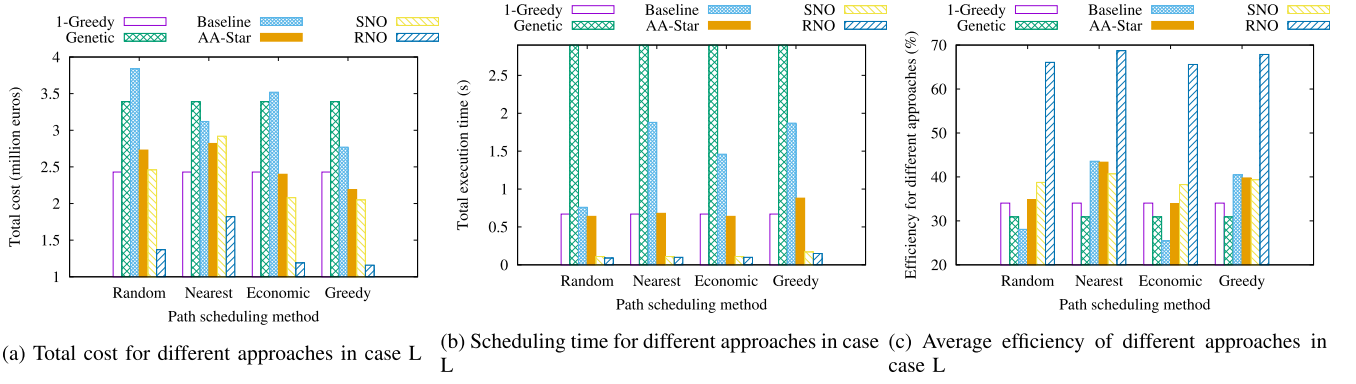 1-Greedy Baseline SNO
Genetic AA-Star RNO
4
3.5
3
2.5
2
1.5
1
Total cost (million euros)
Random Nearest Economic Greedy
Path scheduling method
(a) Total cost for different approaches in case L
1-Greedy Baseline SNO
Genetic AA-Star RNO
2.5
2
1.5
1
0.5
0
Total execution time (s)
Random Nearest Economic Greedy
Path scheduling method
(b) Scheduling time for different approaches in case
L
1-Greedy Baseline SNO
Genetic AA-Star RNO
70
60
50
40
30
20
Efficiency for different approaches (%)
Random Nearest Economic Greedy
Path scheduling method
(c) Average efficiency of different approaches in
case L